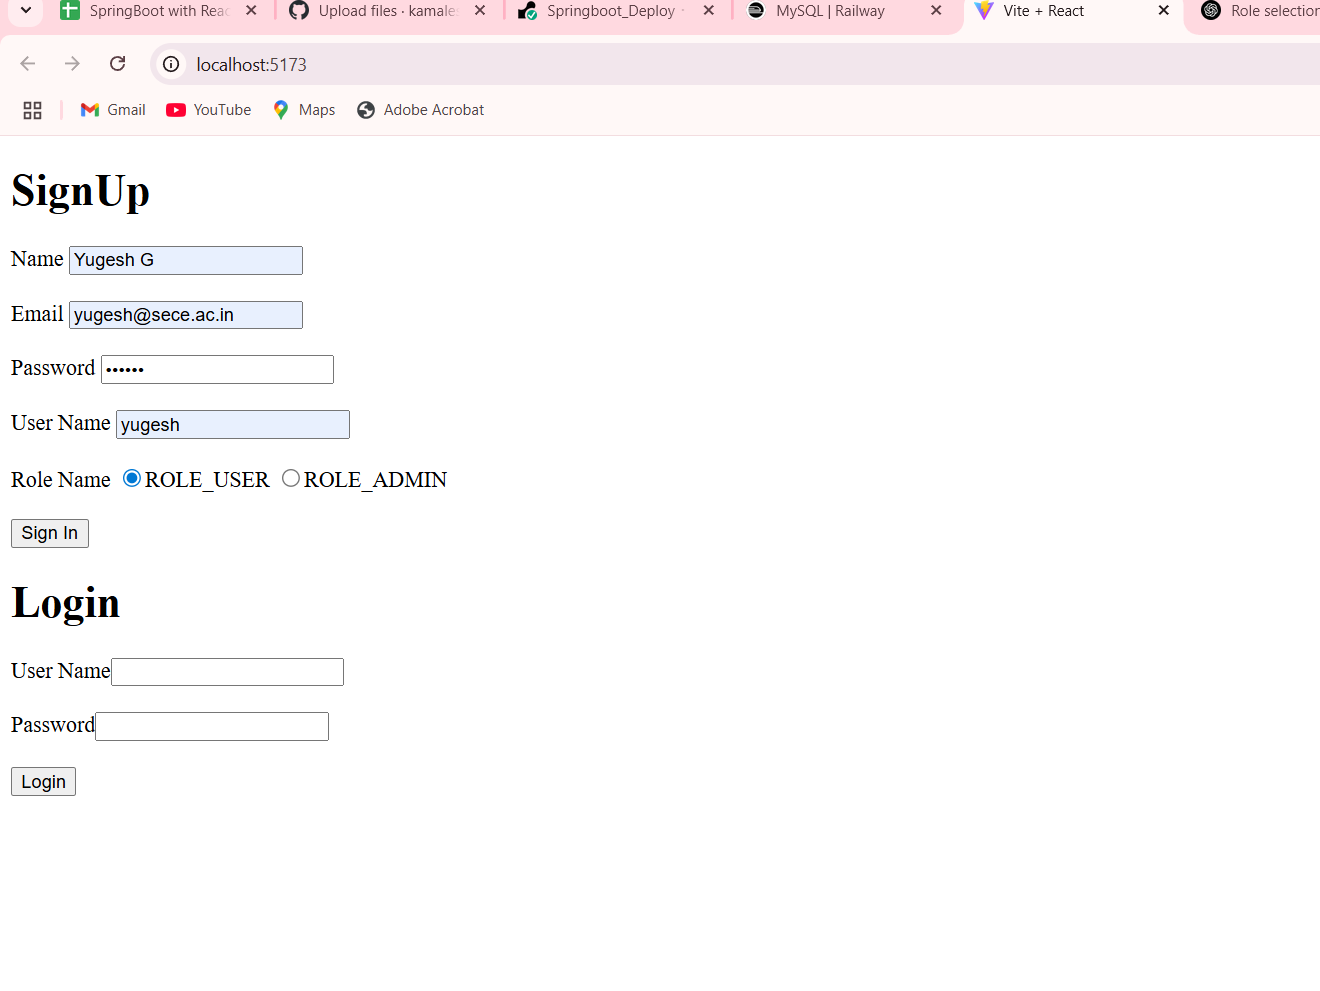 SpringBoot with Reac
Upload files · kamale
Springboot_Deploy
MySQL | Railway
Vite + React
Role selection
localhost:5173
Gmail
YouTube
Maps
Adobe Acrobat
SignUp
Name Yugesh G
Email yugesh@sece.ac.in
Password ••••••
User Name yugesh
Role Name ROLE_USER ROLE_ADMIN
Sign In
Login
User Name
Password
Login